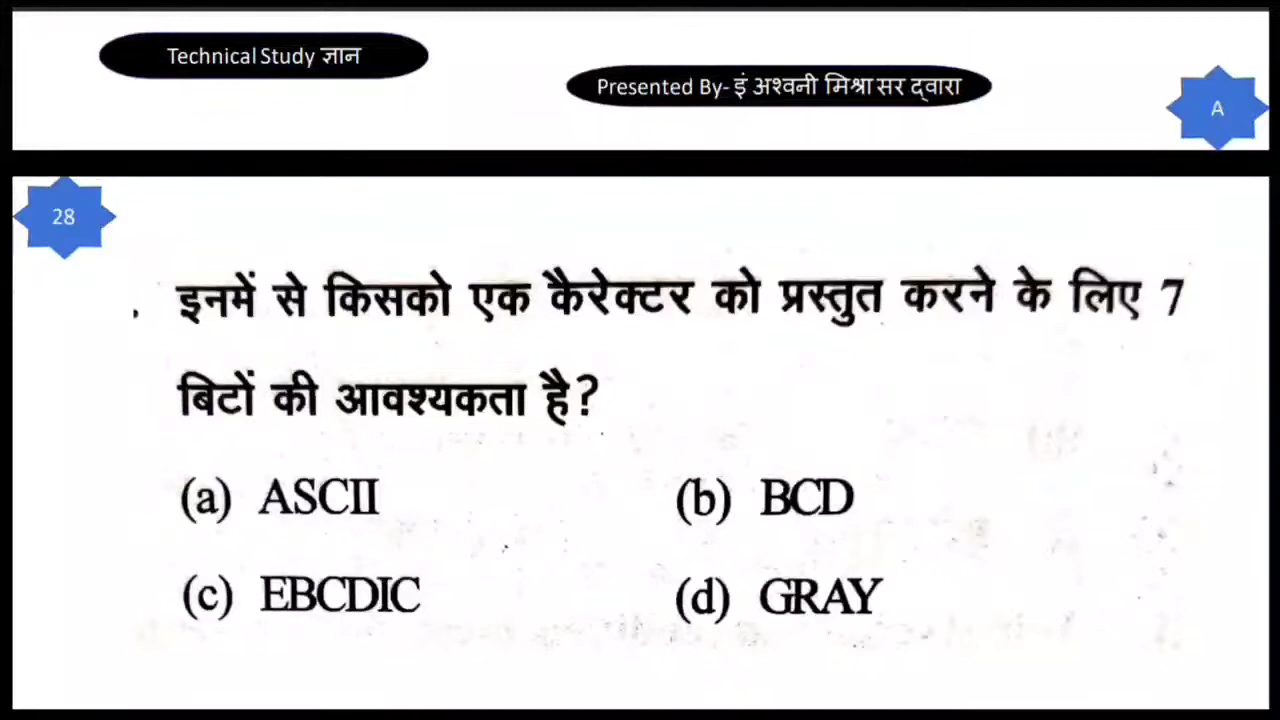 Technical Study ज्ञान
Presented By- इं अश्वनी मिश्रा सर द्वारा
A
28
. इनमें से किसको एक कैरेक्टर को प्रस्तुत करने के लिए 7
बिटों की आवश्यकता है?
(a) ASCII (b) BCD
(c) EBCDIC (d) GRAY